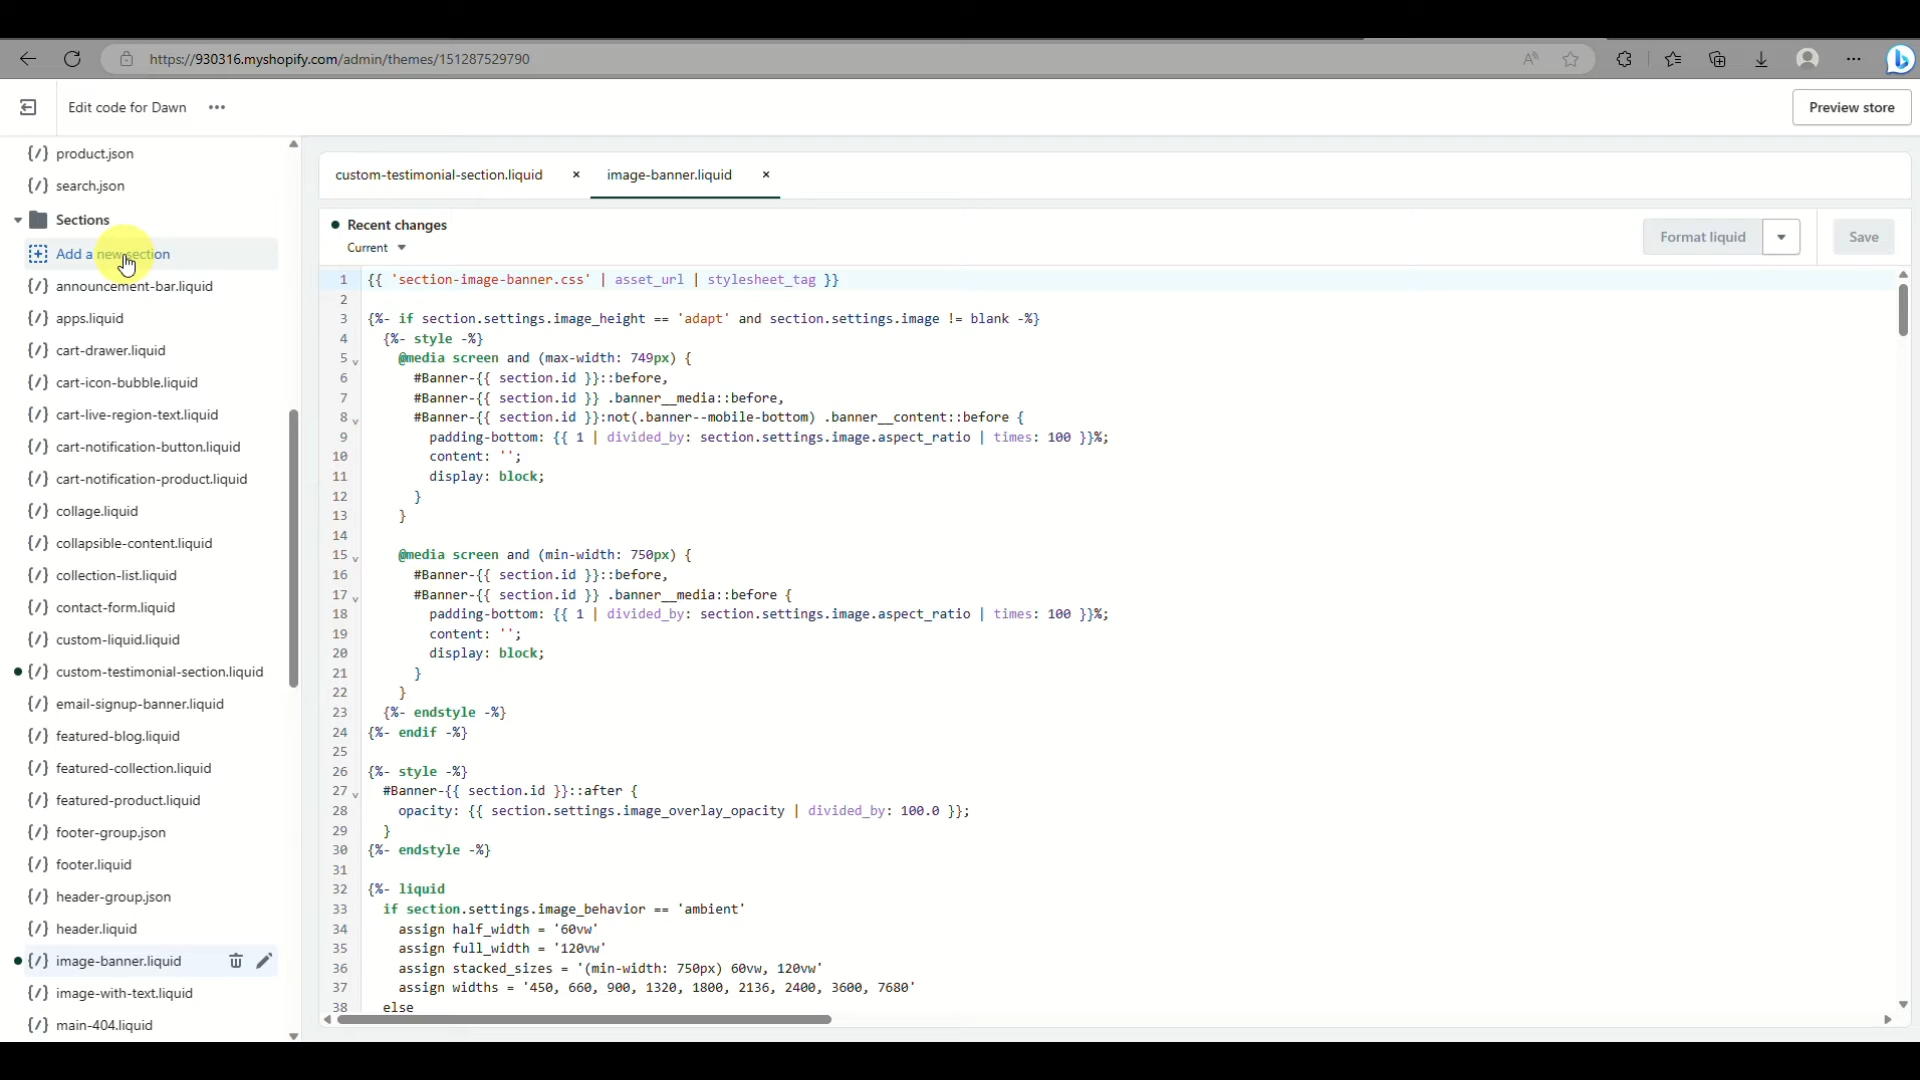 https://930316.myshopify.com/admin/themes/151287529790
Edit code for Dawn
Preview store
product.json
search.json
Sections
Add a new section
announcement-bar.liquid
apps.liquid
cart-drawer.liquid
cart-icon-bubble.liquid
cart-live-region-text.liquid
cart-notification-button.liquid
cart-notification-product.liquid
collage.liquid
collapsible-content.liquid
collection-list.liquid
contact-form.liquid
custom-liquid.liquid
custom-testimonial-section.liquid
email-signup-banner.liquid
featured-blog.liquid
featured-collection.liquid
featured-product.liquid
footer-group.json
footer.liquid
header-group.json
header.liquid
image-banner.liquid
image-with-text.liquid
main-404.liquid
custom-testimonial-section.liquid × image-banner.liquid ×
Recent changes
Current
Format liquid
Save
1 {{ 'section-image-banner.css' | asset_url | stylesheet_tag }}
2
3 {%- if section.settings.image_height == 'adapt' and section.settings.image != blank -%}
4 {%- style -%}
5 @media screen and (max-width: 749px) {
6 #Banner-{{ section.id }}::before,
7 #Banner-{{ section.id }} .banner__media::before,
8 #Banner-{{ section.id }}:not(.banner--mobile-bottom) .banner__content::before {
9 padding-bottom: {{ 1 | divided_by: section.settings.image.aspect_ratio | times: 100 }}%;
10 content: '';
11 display: block;
12 }
13 }
14
15 @media screen and (min-width: 750px) {
16 #Banner-{{ section.id }}::before,
17 #Banner-{{ section.id }} .banner__media::before {
18 padding-bottom: {{ 1 | divided_by: section.settings.image.aspect_ratio | times: 100 }}%;
19 content: '';
20 display: block;
21 }
22 }
23 {%- endstyle -%}
24 {%- endif -%}
25
26 {%- style -%}
27 #Banner-{{ section.id }}::after {
28 opacity: {{ section.settings.image_overlay_opacity | divided_by: 100.0 }};
29 }
30 {%- endstyle -%}
31
32 {%- liquid
33 if section.settings.image_behavior == 'ambient'
34 assign half_width = '60vw'
35 assign full_width = '120vw'
36 assign stacked_sizes = '(min-width: 750px) 60vw, 120vw'
37 assign widths = '450, 660, 900, 1320, 1800, 2136, 2400, 3600, 7680'
38 else